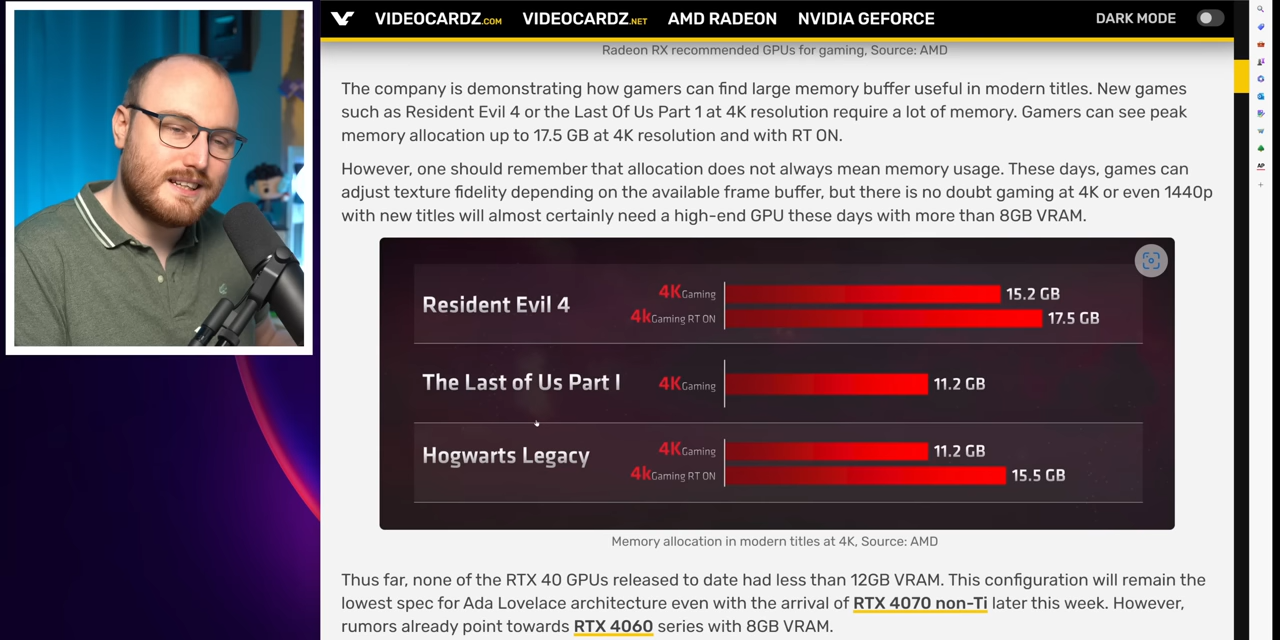 VIDEOCARDZ.COM VIDEOCARDZ.NET AMD RADEON NVIDIA GEFORCE DARK MODE
Radeon RX recommended GPUs for gaming, Source: AMD
The company is demonstrating how gamers can find large memory buffer useful in modern titles. New games
such as Resident Evil 4 or the Last Of Us Part 1 at 4K resolution require a lot of memory. Gamers can see peak
memory allocation up to 17.5 GB at 4K resolution and with RT ON.
However, one should remember that allocation does not always mean memory usage. These days, games can
adjust texture fidelity depending on the available frame buffer, but there is no doubt gaming at 4K or even 1440p
with new titles will almost certainly need a high-end GPU these days with more than 8GB VRAM.
Resident Evil 4
4K Gaming 15.2 GB
4k Gaming RT ON 17.5 GB
The Last of Us Part I
4K Gaming 11.2 GB
Hogwarts Legacy
4K Gaming 11.2 GB
4k Gaming RT ON 15.5 GB
Memory allocation in modern titles at 4K, Source: AMD
Thus far, none of the RTX 40 GPUs released to date had less than 12GB VRAM. This configuration will remain the
lowest spec for Ada Lovelace architecture even with the arrival of RTX 4070 non-Ti later this week. However,
rumors already point towards RTX 4060 series with 8GB VRAM.